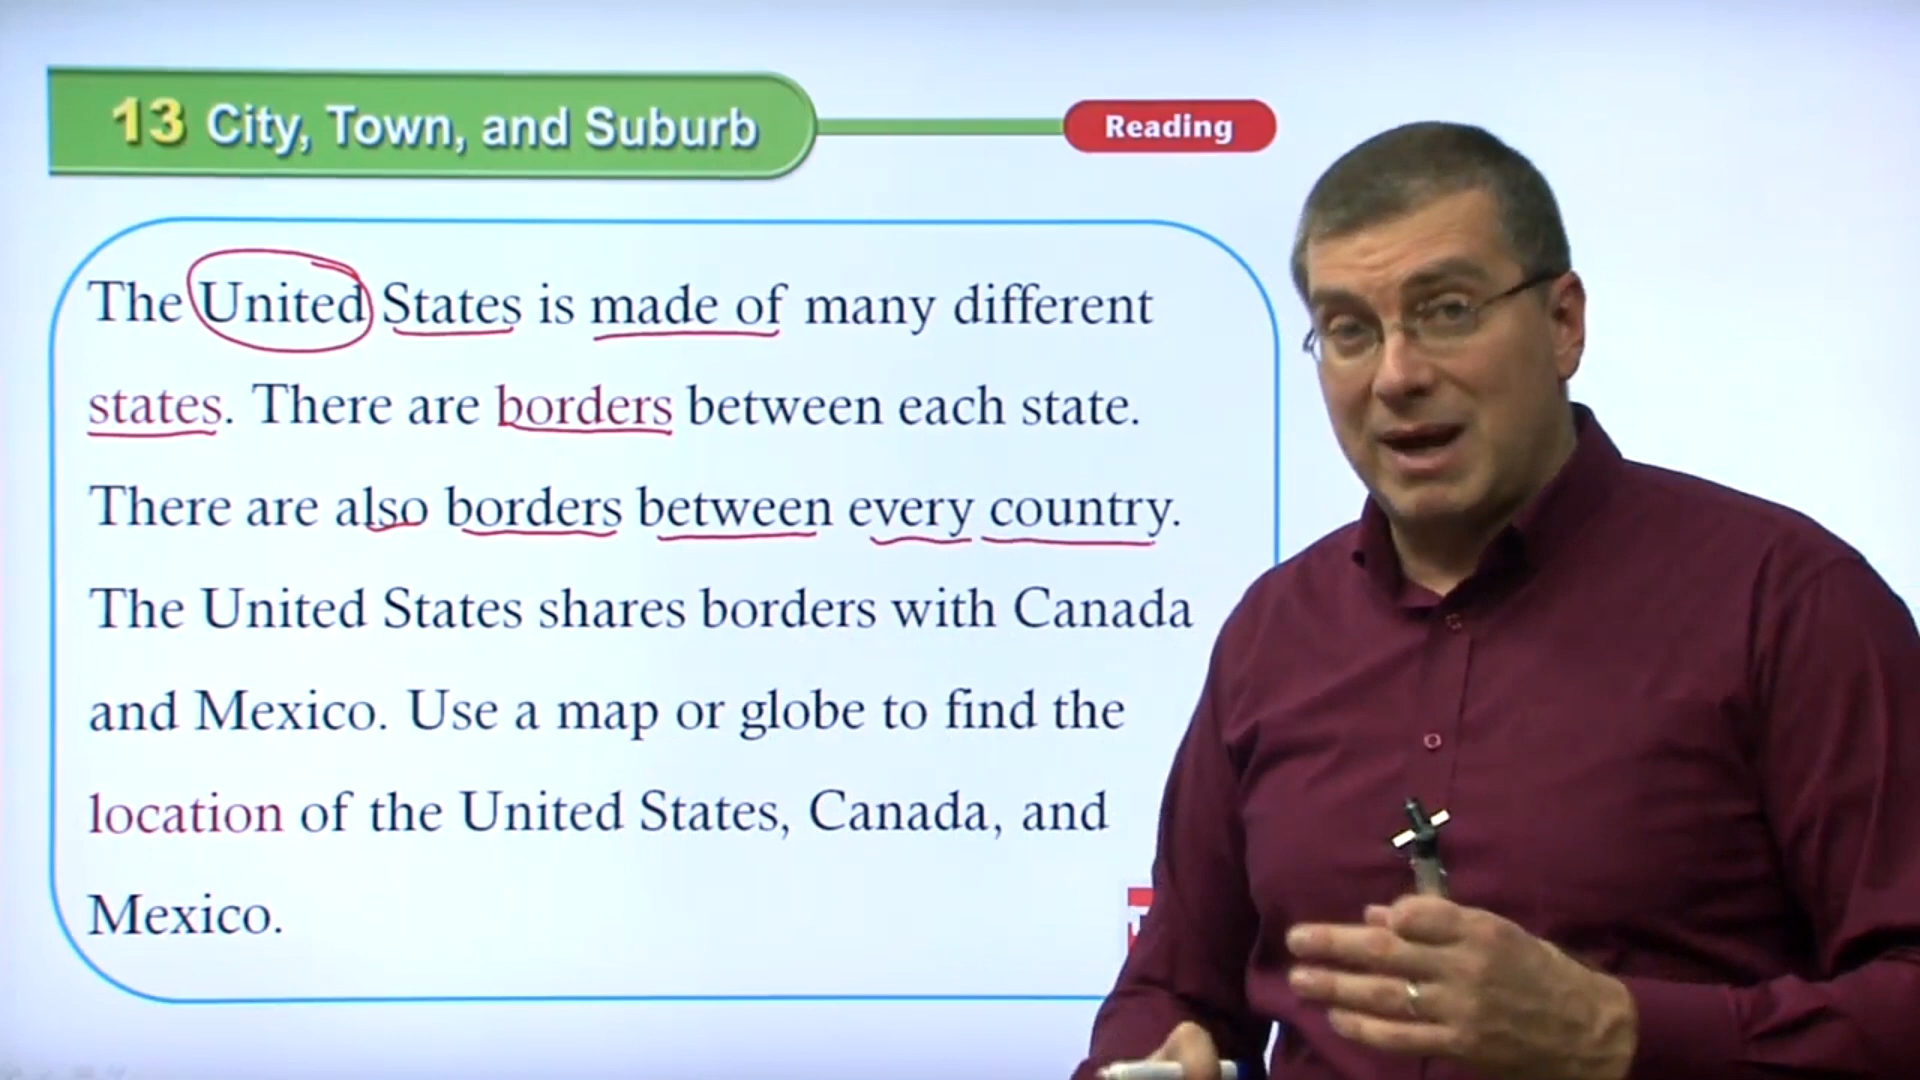 13 City, Town, and Suburb
Reading
The United States is made of many different
states. There are borders between each state.
There are also borders between every country.
The United States shares borders with Canada
and Mexico. Use a map or globe to find the
location of the United States, Canada, and
Mexico.